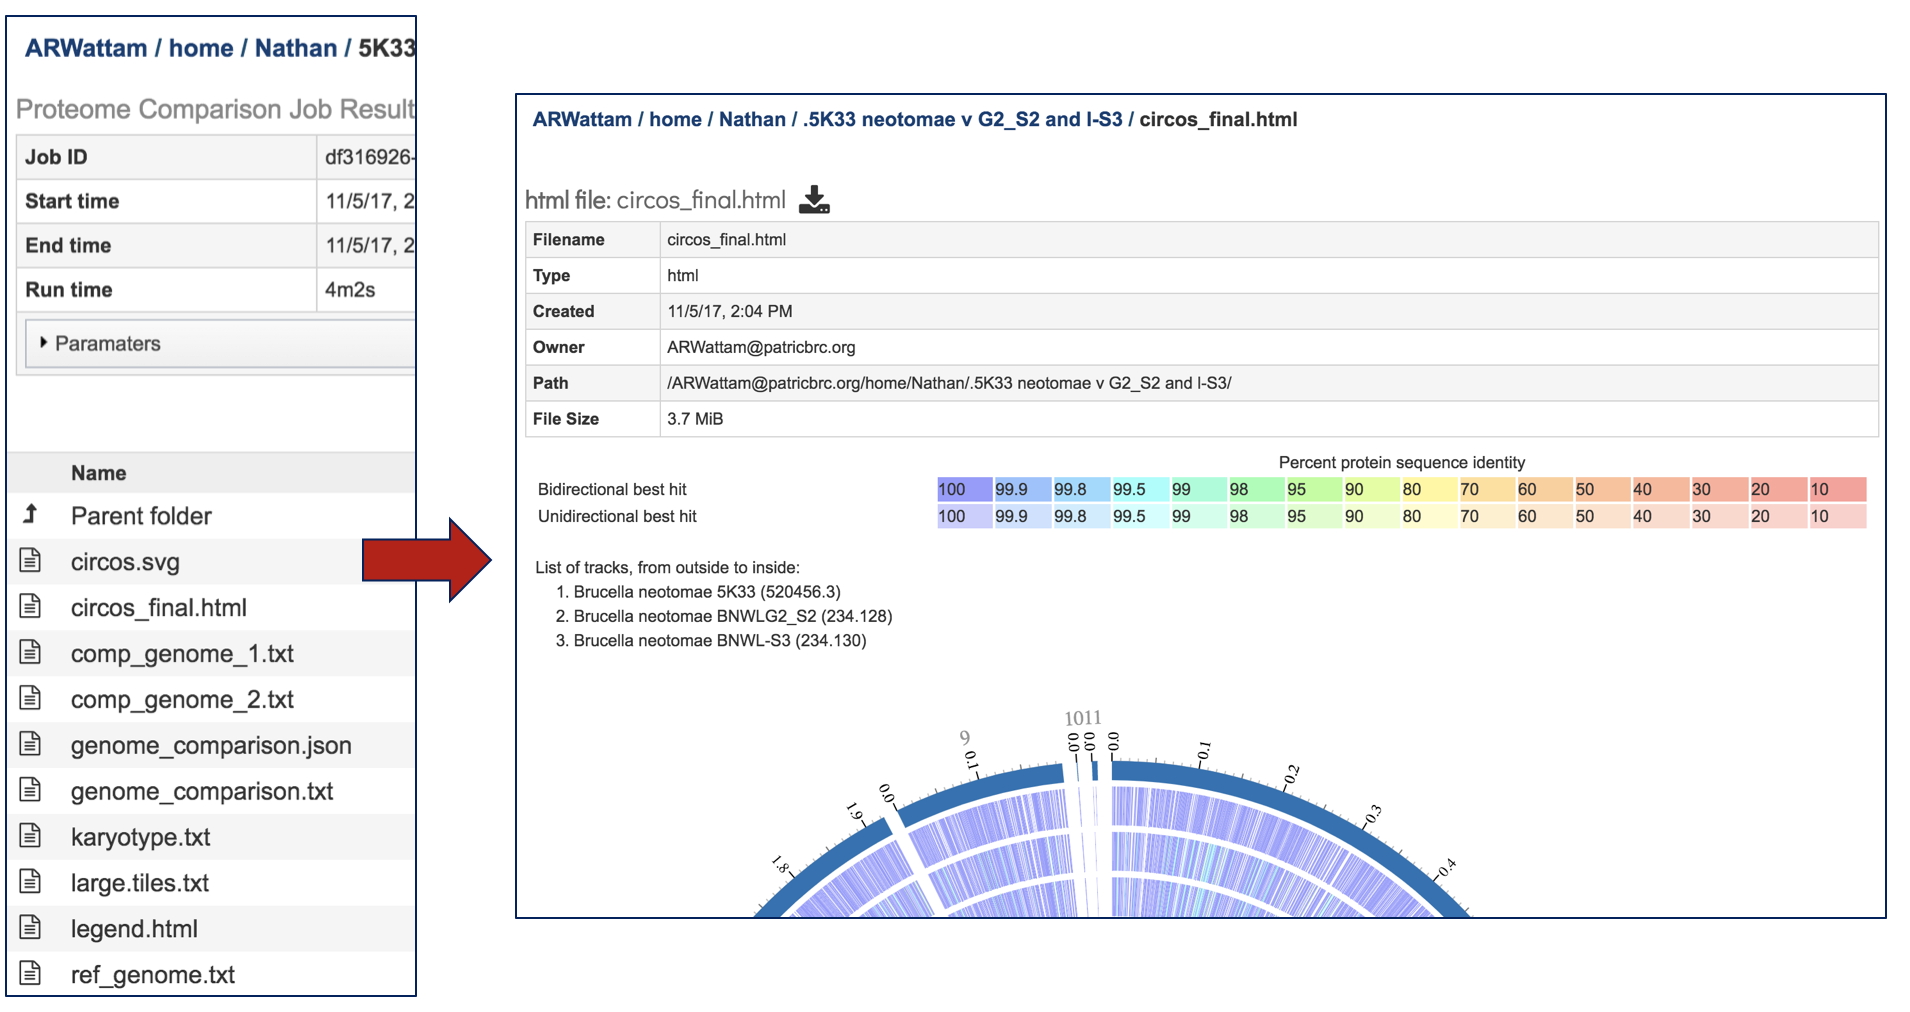 ARWattam / home / Nathan / 5K33
Proteome Comparison Job Result
Job ID df316926-
Start time 11/5/17, 2
End time 11/5/17, 2
Run time 4m2s
Paramaters
Name
Parent folder
circos.svg
circos_final.html
comp_genome_1.txt
comp_genome_2.txt
genome_comparison.json
genome_comparison.txt
karyotype.txt
large.tiles.txt
legend.html
ref_genome.txt
ARWattam / home / Nathan / .5K33 neotomae v G2_S2 and I-S3 / circos_final.html
html file: circos_final.html
Filename circos_final.html
Type html
Created 11/5/17, 2:04 PM
Owner ARWattam@patricbrc.org
Path /ARWattam@patricbrc.org/home/Nathan/.5K33 neotomae v G2_S2 and I-S3/
File Size 3.7 MiB
Percent protein sequence identity
Bidirectional best hit 100 99.9 99.8 99.5 99 98 95 90 80 70 60 50 40 30 20 10
Unidirectional best hit 100 99.9 99.8 99.5 99 98 95 90 80 70 60 50 40 30 20 10
List of tracks, from outside to inside:
1. Brucella neotomae 5K33 (520456.3)
2. Brucella neotomae BNWLG2_S2 (234.128)
3. Brucella neotomae BNWL-S3 (234.130)
9 1011
1.8 1.9 0.0 0.1 0.0 0.0 0.0 0.1 0.2 0.3 0.4